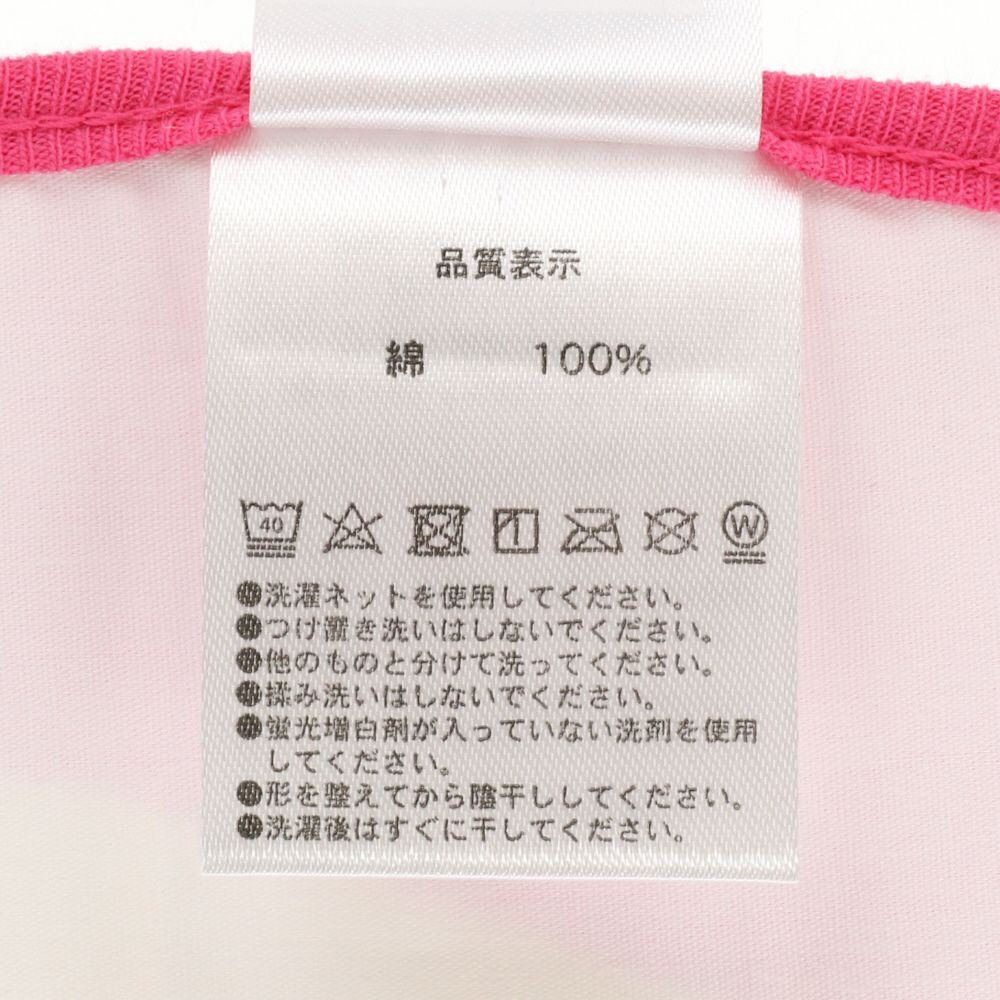 品質表示
綿 100%
40 W
●洗濯ネットを使用してください。
●つけ置き洗いはしないでください。
●他のものと分けて洗ってください。
●揉み洗いはしないでください。
●蛍光増白剤が入っていない洗剤を使用
してください。
●形を整えてから陰干ししてください。
●洗濯後はすぐに干してください。